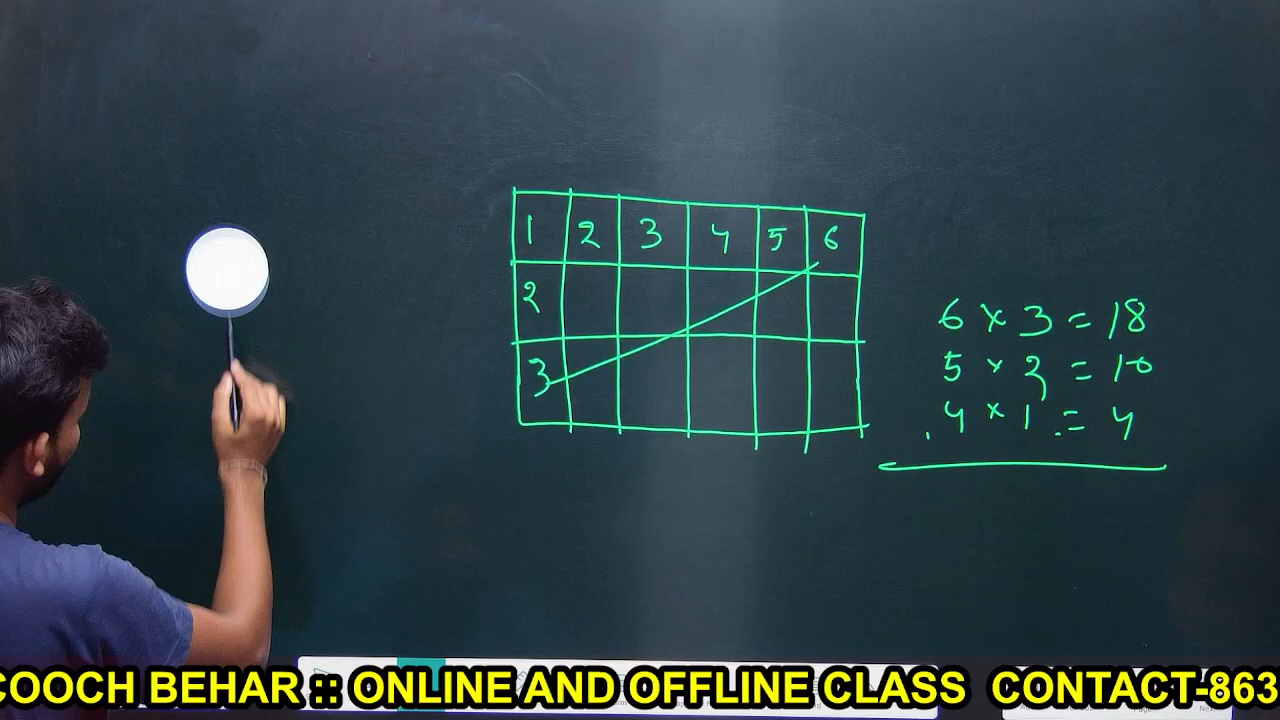 1 2 3 4 5 6
2
3
6 × 3 = 18
5 × 2 = 10
4 × 1 = 4
COOCH BEHAR :: ONLINE AND OFFLINE CLASS CONTACT-863